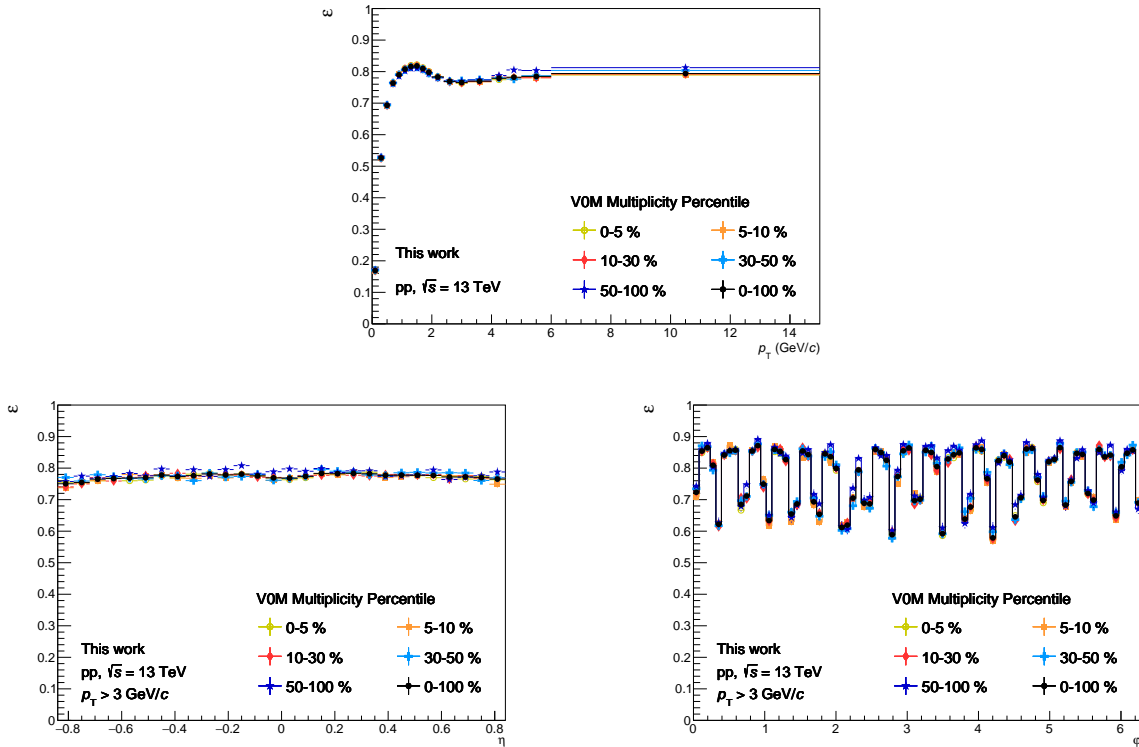 ε
1
0.9
0.8
0.7
0.6
0.5
0.4
0.3
0.2
0.1
0
V0M Multiplicity Percentile
0-5 % 5-10 %
10-30 % 30-50 %
50-100 % 0-100 %
This work
pp, √s = 13 TeV
0 2 4 6 8 10 12 14
p_T (GeV/c)
ε
1
0.9
0.8
0.7
0.6
0.5
0.4
0.3
0.2
0.1
0
V0M Multiplicity Percentile
0-5 % 5-10 %
10-30 % 30-50 %
50-100 % 0-100 %
This work
pp, √s = 13 TeV
p_T > 3 GeV/c
−0.8 −0.6 −0.4 −0.2 0 0.2 0.4 0.6 0.8
η
ε
1
0.9
0.8
0.7
0.6
0.5
0.4
0.3
0.2
0.1
0
V0M Multiplicity Percentile
0-5 % 5-10 %
10-30 % 30-50 %
50-100 % 0-100 %
This work
pp, √s = 13 TeV
p_T > 3 GeV/c
0 1 2 3 4 5 6
φ